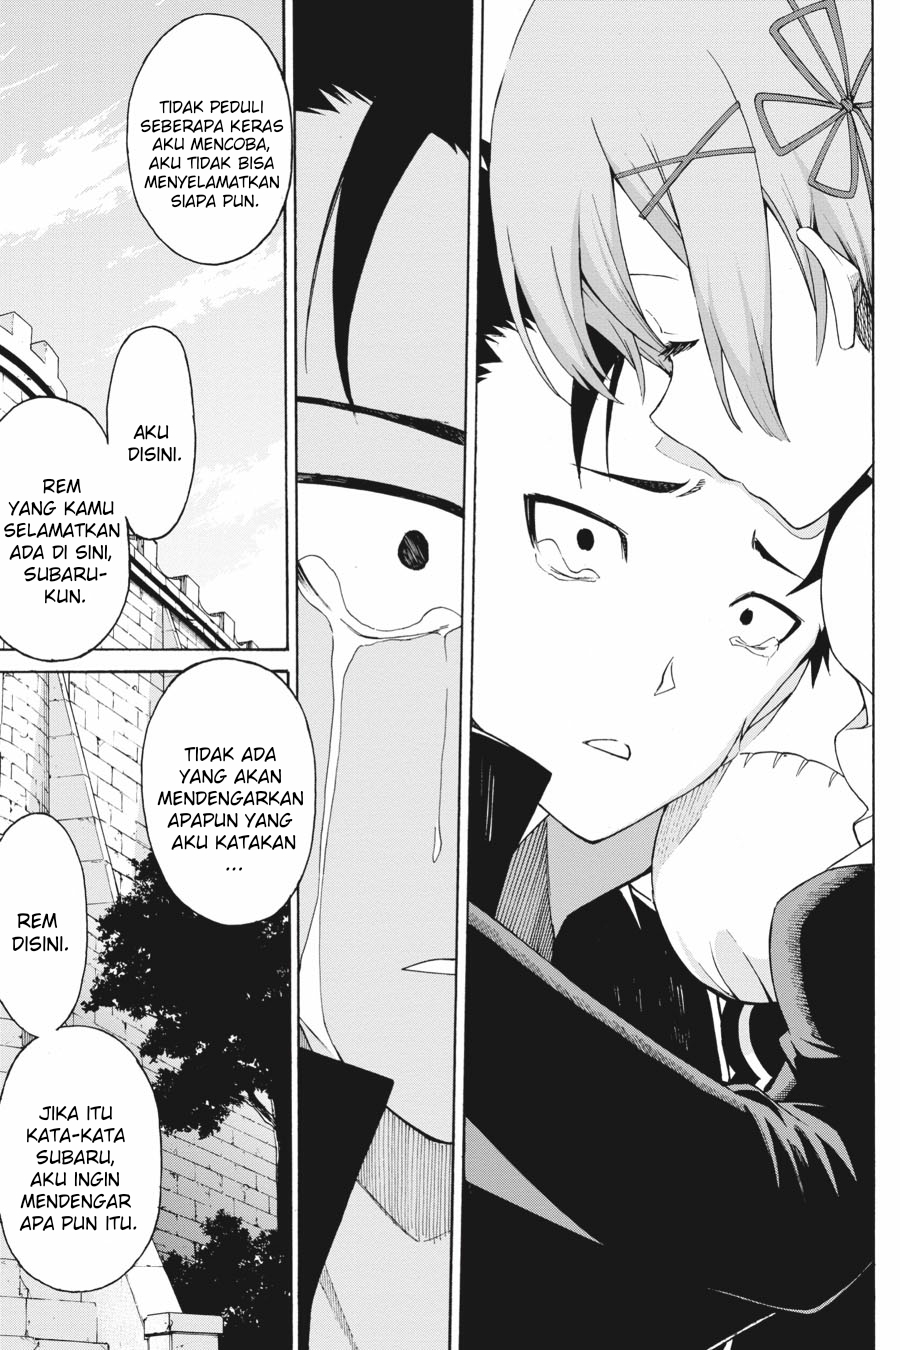 TIDAK PEDULI
SEBERAPA KERAS
AKU MENCOBA,
AKU TIDAK BISA
MENYELAMATKAN
SIAPA PUN.
AKU
DISINI.
REM
YANG KAMU
SELAMATKAN
ADA DI SINI,
SUBARU-
KUN.
TIDAK ADA
YANG AKAN
MENDENGARKAN
APAPUN YANG
AKU KATAKAN
...
REM
DISINI.
JIKA ITU
KATA-KATA
SUBARU,
AKU INGIN
MENDENGAR
APA PUN ITU.